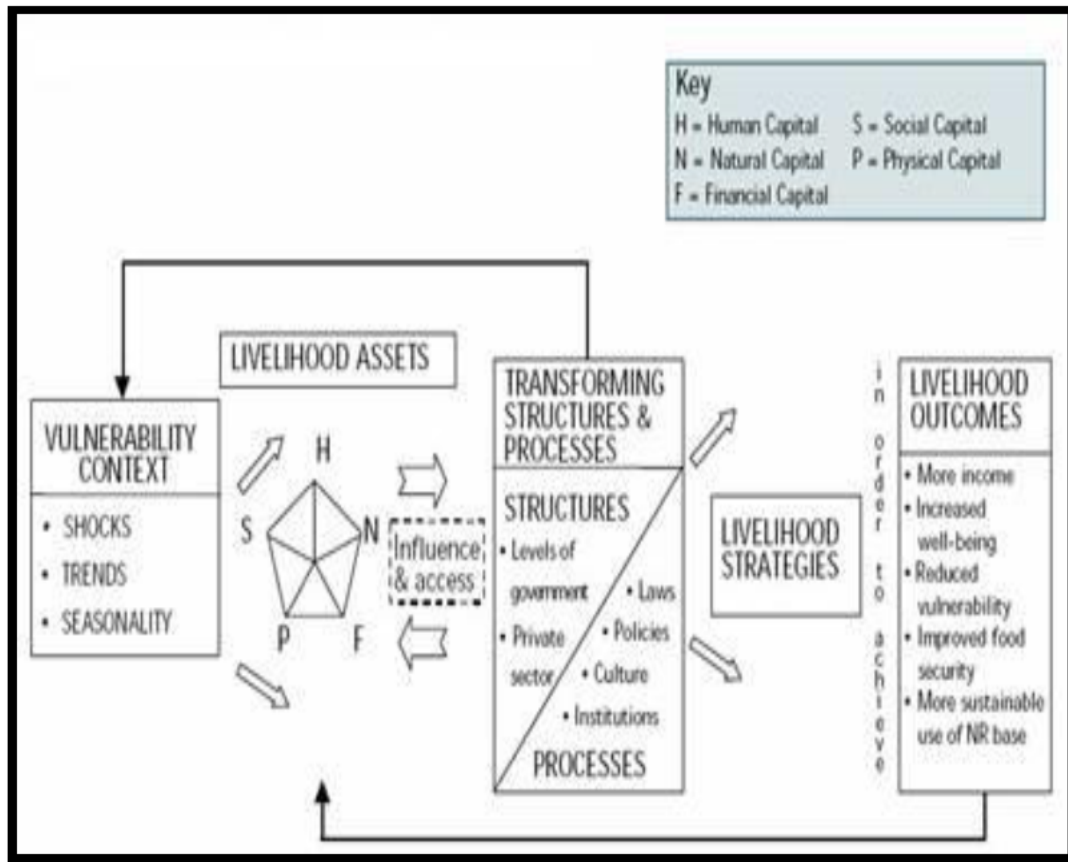 Key
H = Human Capital S = Social Capital
N = Natural Capital P = Physical Capital
F = Financial Capital
LIVELIHOOD ASSETS
VULNERABILITY
CONTEXT
• SHOCKS
• TRENDS
• SEASONALITY
H
S
N
P
F
Influence
& access
TRANSFORMING
STRUCTURES &
PROCESSES
STRUCTURES
• Levels of
government
• Private
sector
• Laws
• Policies
• Culture
• Institutions
PROCESSES
LIVELIHOOD
STRATEGIES
in order to achieve
LIVELIHOOD
OUTCOMES
• More income
• Increased
well-being
• Reduced
vulnerability
• Improved food
security
• More sustainable
use of NR base